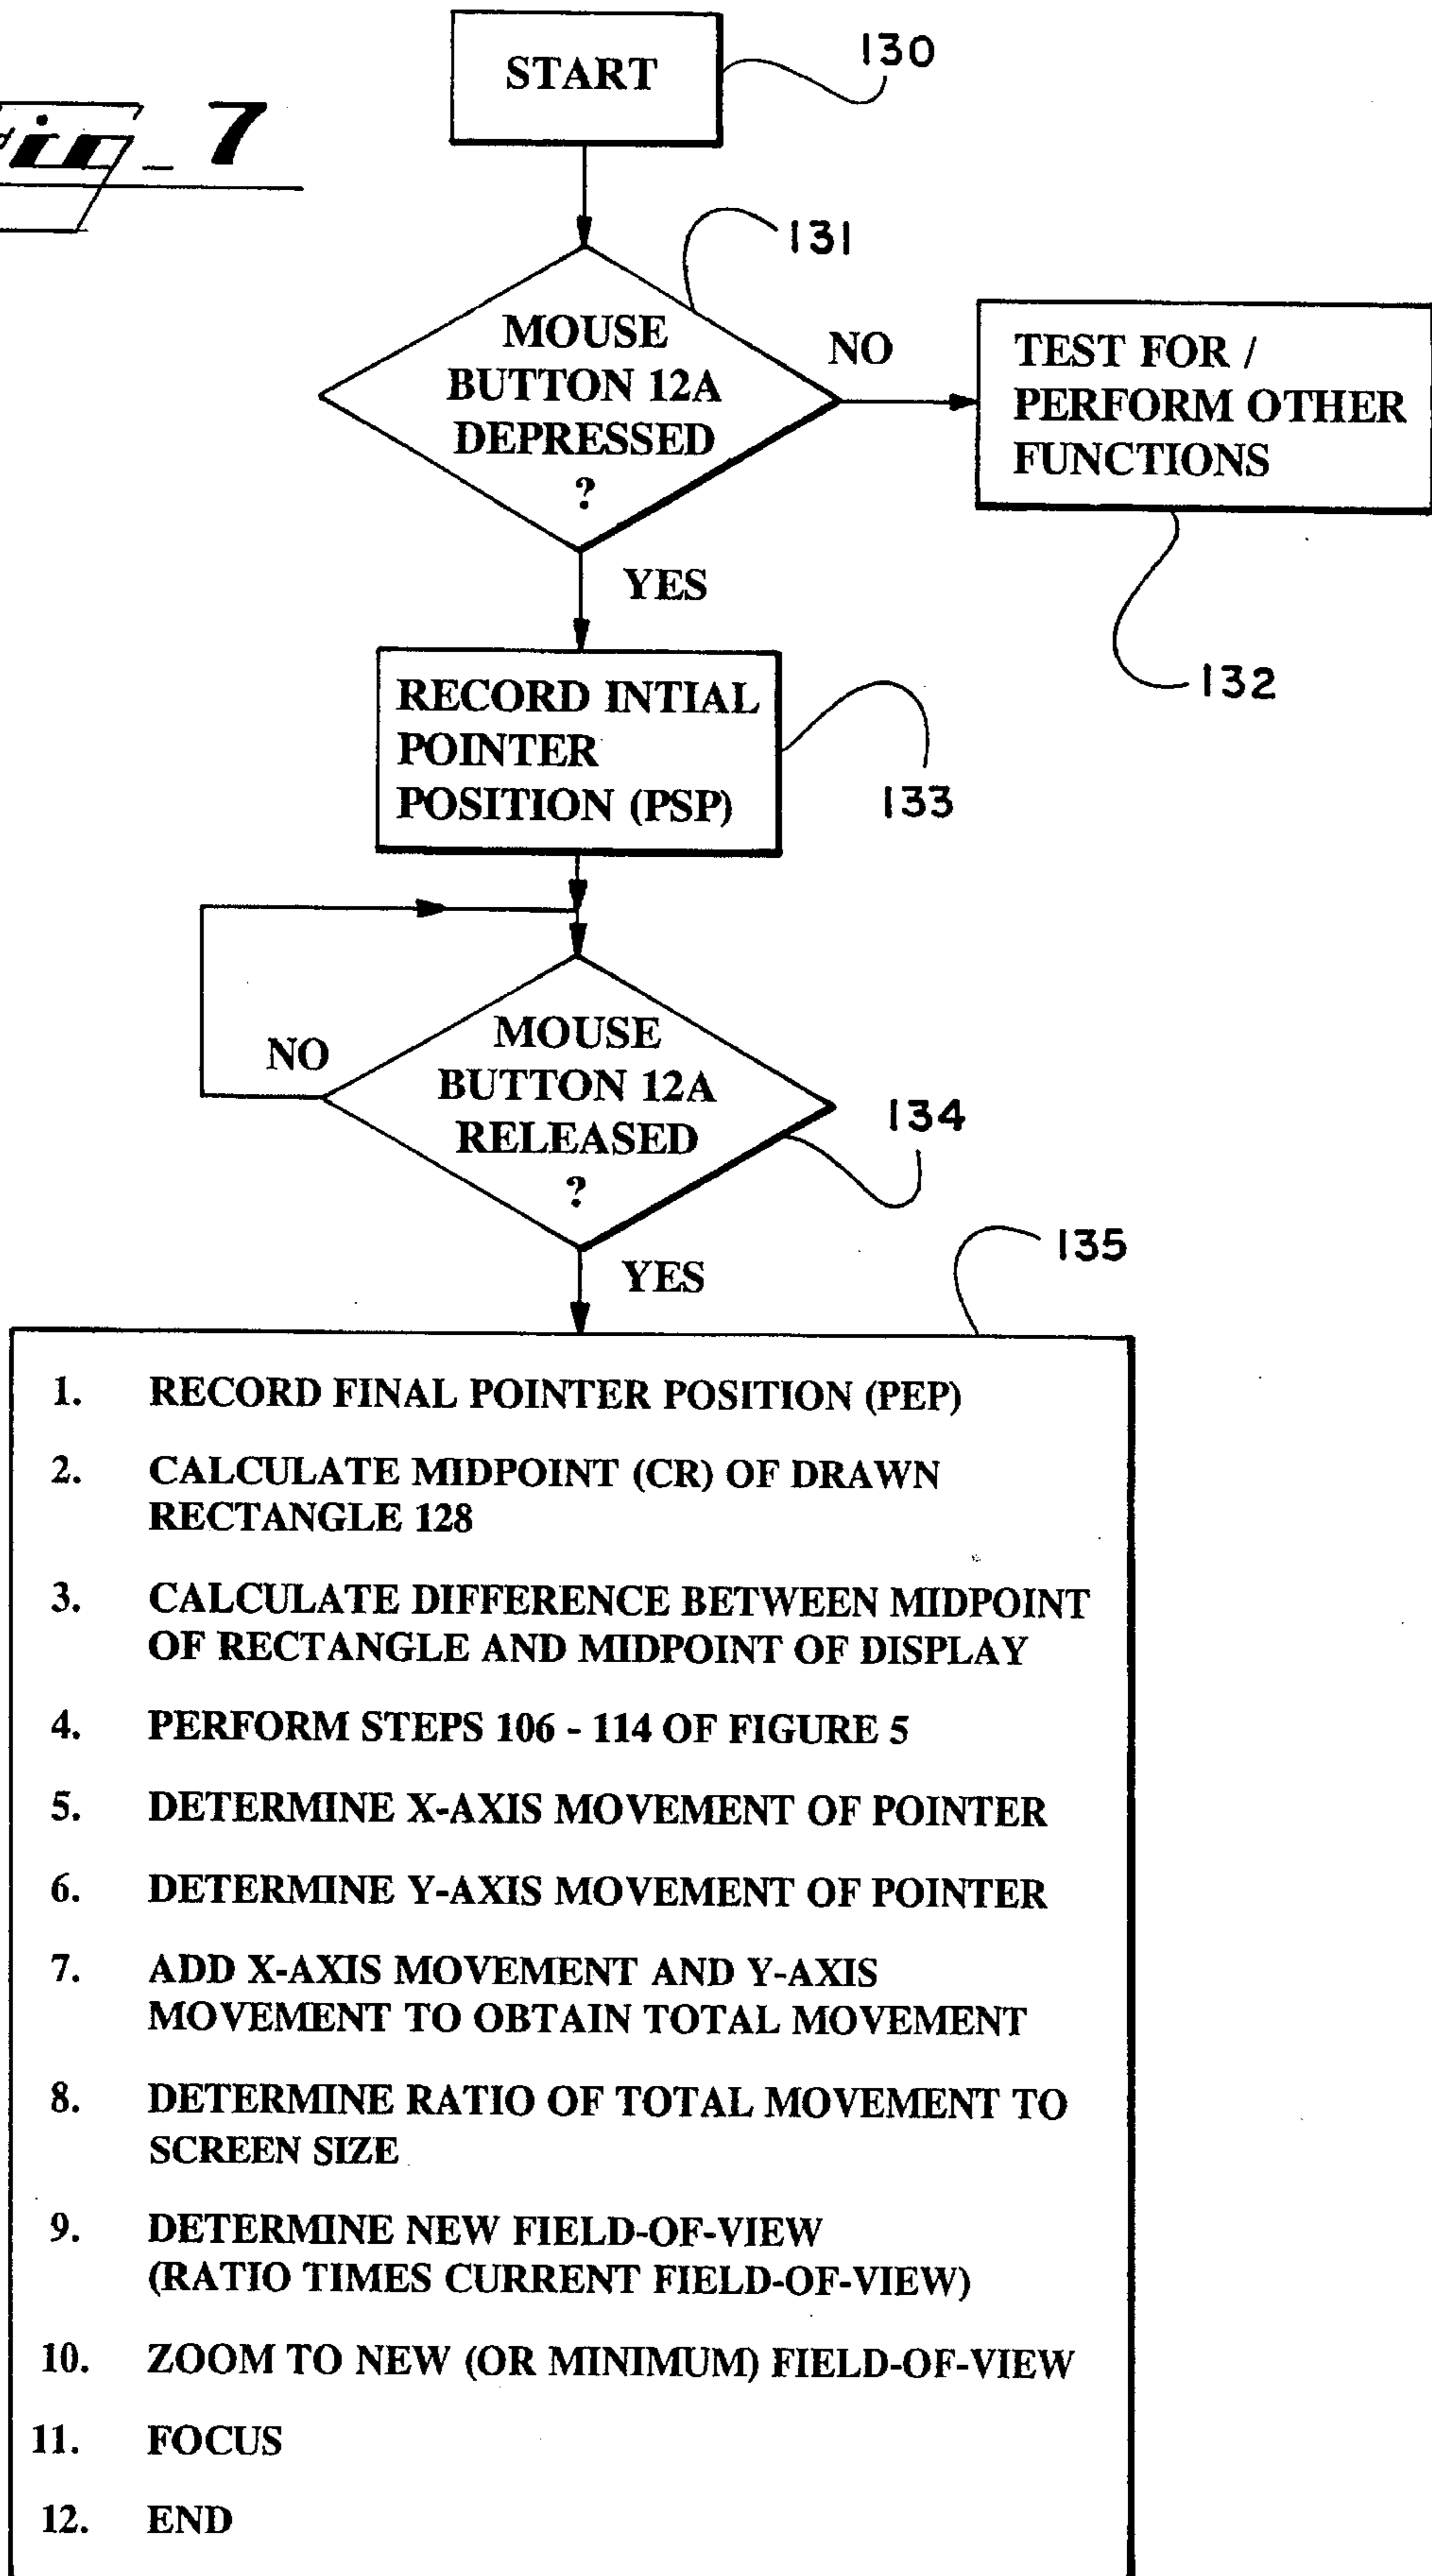 7
START
130
131
MOUSE
BUTTON 12A
DEPRESSED
?
NO
TEST FOR /
PERFORM OTHER
FUNCTIONS
132
YES
RECORD INTIAL
POINTER
POSITION (PSP)
133
NO
MOUSE
BUTTON 12A
RELEASED
?
134
YES
135
1. RECORD FINAL POINTER POSITION (PEP)
2. CALCULATE MIDPOINT (CR) OF DRAWN
RECTANGLE 128
3. CALCULATE DIFFERENCE BETWEEN MIDPOINT
OF RECTANGLE AND MIDPOINT OF DISPLAY
4. PERFORM STEPS 106 - 114 OF FIGURE 5
5. DETERMINE X-AXIS MOVEMENT OF POINTER
6. DETERMINE Y-AXIS MOVEMENT OF POINTER
7. ADD X-AXIS MOVEMENT AND Y-AXIS
MOVEMENT TO OBTAIN TOTAL MOVEMENT
8. DETERMINE RATIO OF TOTAL MOVEMENT TO
SCREEN SIZE
9. DETERMINE NEW FIELD-OF-VIEW
(RATIO TIMES CURRENT FIELD-OF-VIEW)
10. ZOOM TO NEW (OR MINIMUM) FIELD-OF-VIEW
11. FOCUS
12. END